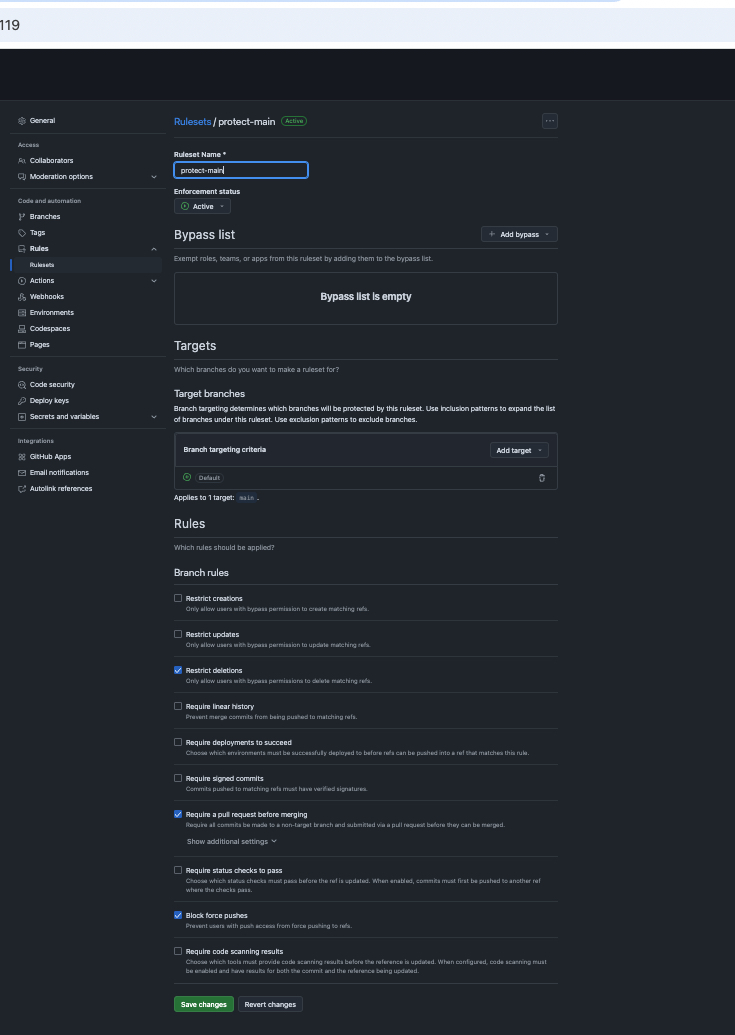 119
General
Access
Collaborators
Moderation options
Code and automation
Branches
Tags
Rules
Rulesets
Actions
Webhooks
Environments
Codespaces
Pages
Security
Code security
Deploy keys
Secrets and variables
Integrations
GitHub Apps
Email notifications
Autolink references
Rulesets / protect-main Active
Ruleset Name *
protect-main
Enforcement status
Active
Bypass list
Add bypass
Exempt roles, teams, or apps from this ruleset by adding them to the bypass list.
Bypass list is empty
Targets
Which branches do you want to make a ruleset for?
Target branches
Branch targeting determines which branches will be protected by this ruleset. Use inclusion patterns to expand the list
of branches under this ruleset. Use exclusion patterns to exclude branches.
Branch targeting criteria
Add target
Default
Applies to 1 target: main .
Rules
Which rules should be applied?
Branch rules
Restrict creations
Only allow users with bypass permission to create matching refs.
Restrict updates
Only allow users with bypass permission to update matching refs.
Restrict deletions
Only allow users with bypass permissions to delete matching refs.
Require linear history
Prevent merge commits from being pushed to matching refs.
Require deployments to succeed
Choose which environments must be successfully deployed to before refs can be pushed into a ref that matches this rule.
Require signed commits
Commits pushed to matching refs must have verified signatures.
Require a pull request before merging
Require all commits be made to a non-target branch and submitted via a pull request before they can be merged.
Show additional settings
Require status checks to pass
Choose which status checks must pass before the ref is updated. When enabled, commits must first be pushed to another ref
where the checks pass.
Block force pushes
Prevent users with push access from force pushing to refs.
Require code scanning results
Choose which tools must provide code scanning results before the reference is updated. When configured, code scanning must
be enabled and have results for both the commit and the reference being updated.
Save changes
Revert changes